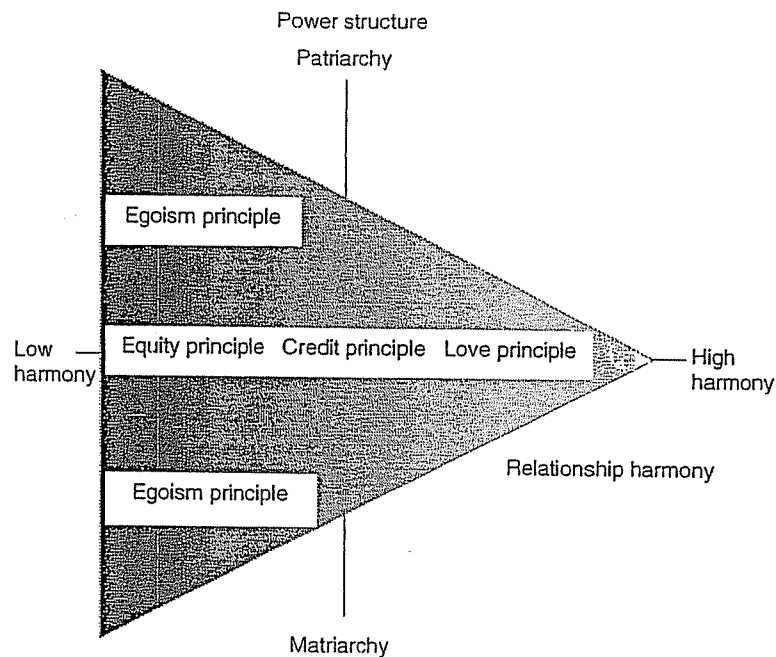 Power structure
Patriarchy
Egoism principle
Low harmony
Equity principle Credit principle Love principle
High harmony
Egoism principle
Relationship harmony
Matriarchy